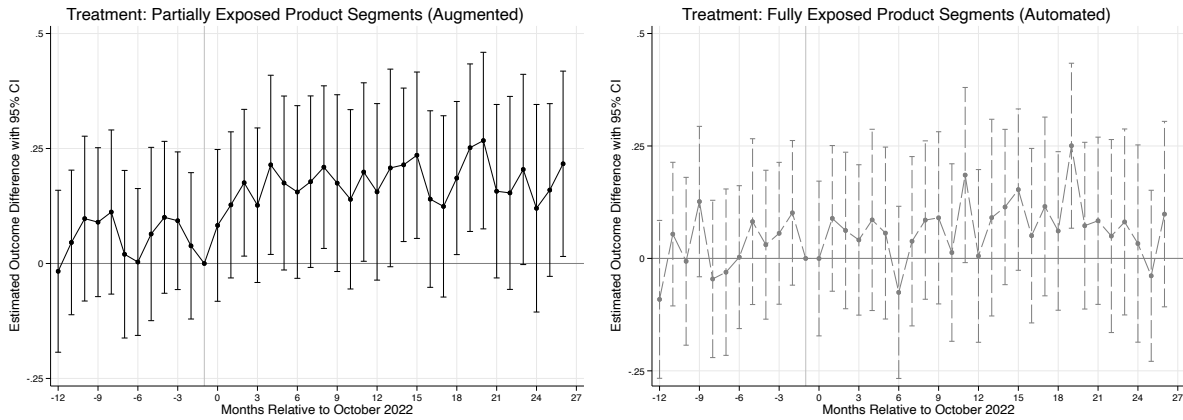 Treatment: Partially Exposed Product Segments (Augmented)
Estimated Outcome Difference with 95% CI
.5
.25
0
-.25
-12 -9 -6 -3 0 3 6 9 12 15 18 21 24 27
Months Relative to October 2022
Treatment: Fully Exposed Product Segments (Automated)
Estimated Outcome Difference with 95% CI
.5
.25
0
-.25
-12 -9 -6 -3 0 3 6 9 12 15 18 21 24 27
Months Relative to October 2022